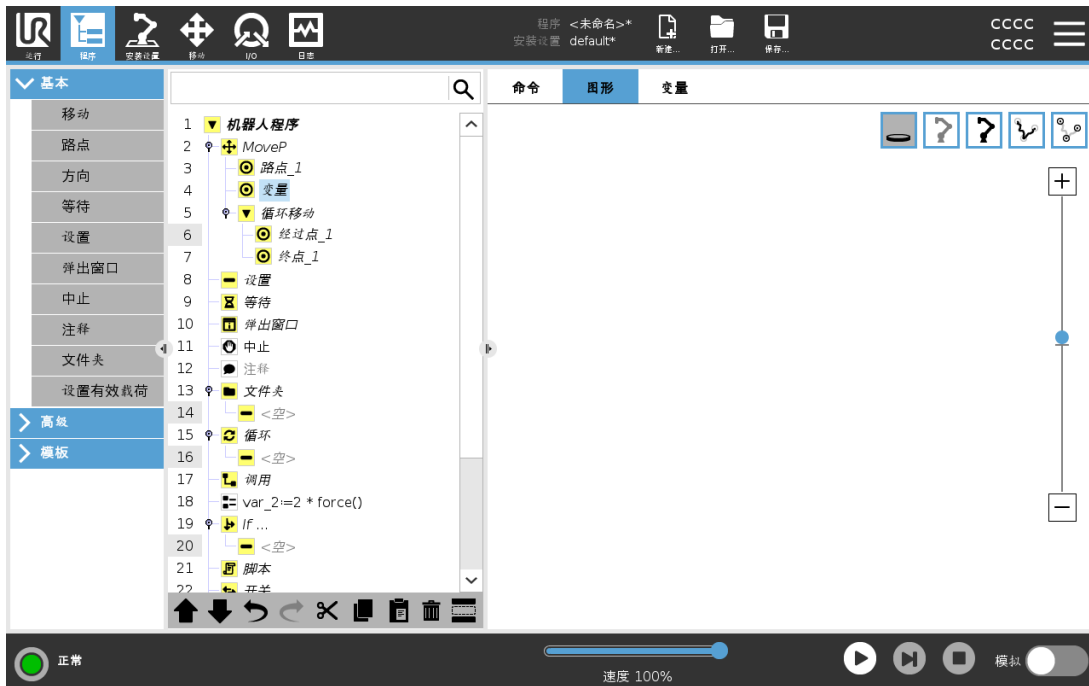 UR
运行
程序
安装设置
移动
I/O
日志
程序 <未命名>*
安装设置 default*
新建...
打开...
保存...
CCCC
CCCC
基本
移动
路点
方向
等待
设置
弹出窗口
中止
注释
文件夹
设置有效载荷
高级
模板
命令
图形
变量
1 机器人程序
2 MoveP
3 路点_1
4 变量
5 循环移动
6 经过点_1
7 终点_1
8 设置
9 等待
10 弹出窗口
11 中止
12 注释
13 文件夹
14 <空>
15 循环
16 <空>
17 调用
18 var_2:=2 * force()
19 If ...
20 <空>
21 脚本
22 开关
正常
速度 100%
模拟